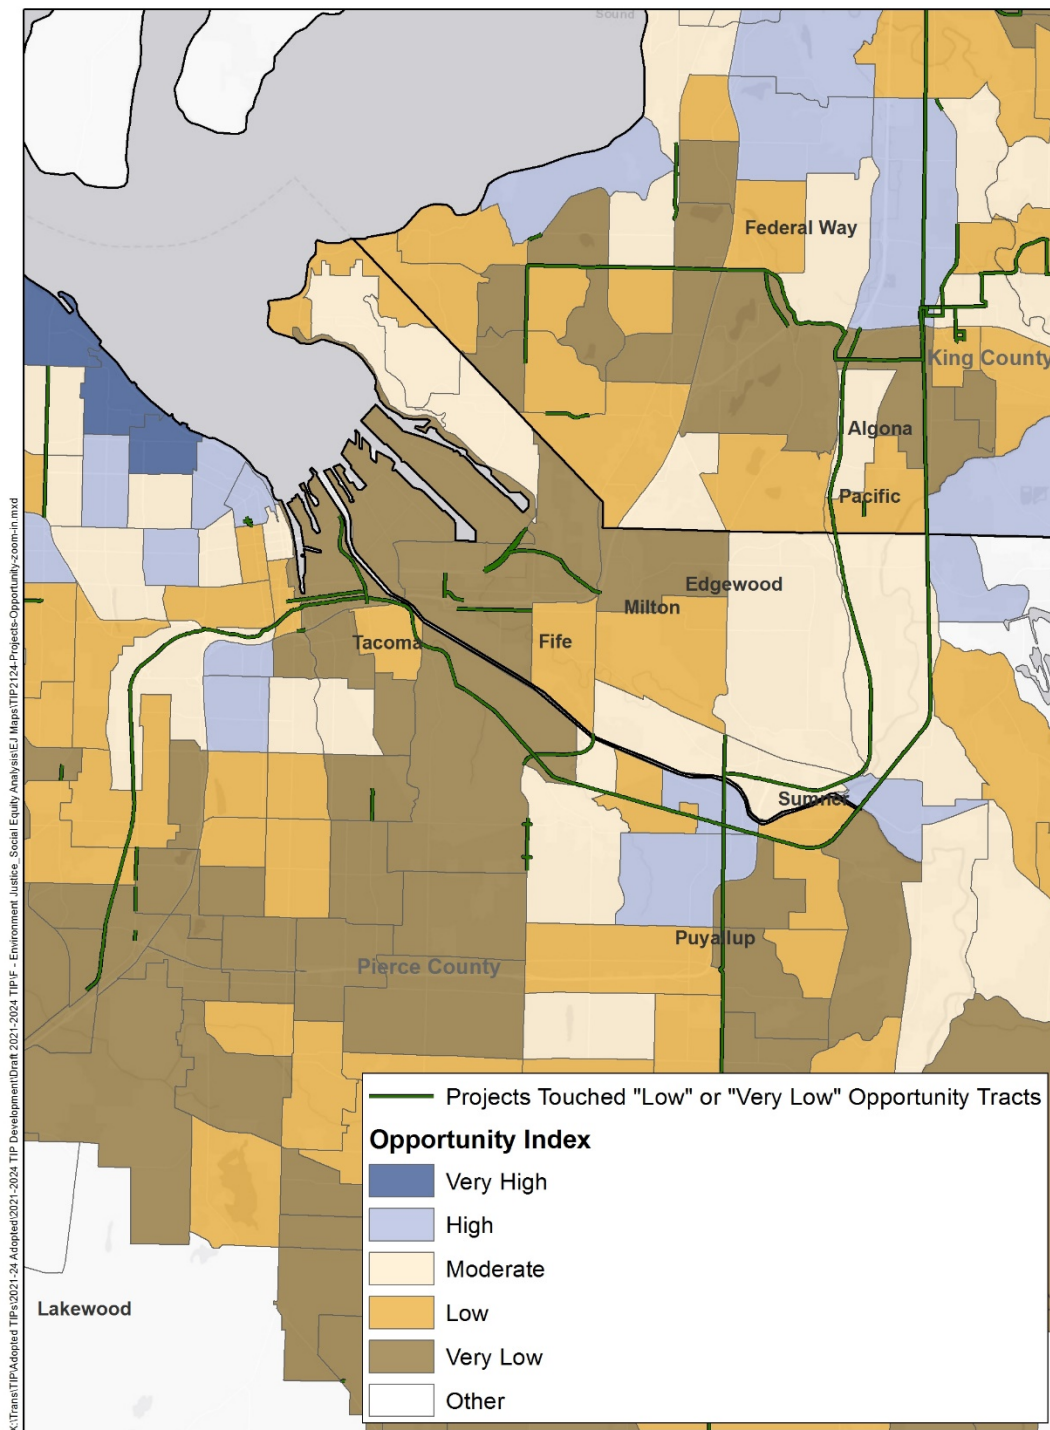 Sound
Federal Way
King County
Algona
Pacific
Edgewood
Milton
Tacoma
Fife
Sumner
Puyallup
Pierce County
Lakewood
Projects Touched "Low" or "Very Low" Opportunity Tracts
Opportunity Index
Very High
High
Moderate
Low
Very Low
Other
X:\Trans\TIP\Adopted TIPs\2021-24 Adopted\2021-2024 TIP Development\Draft 2021-2024 TIP\F - Environment Justice_Social Equity Analysis\EJ Maps\TIP2124-Projects-Opportunity-zoom-in.mxd